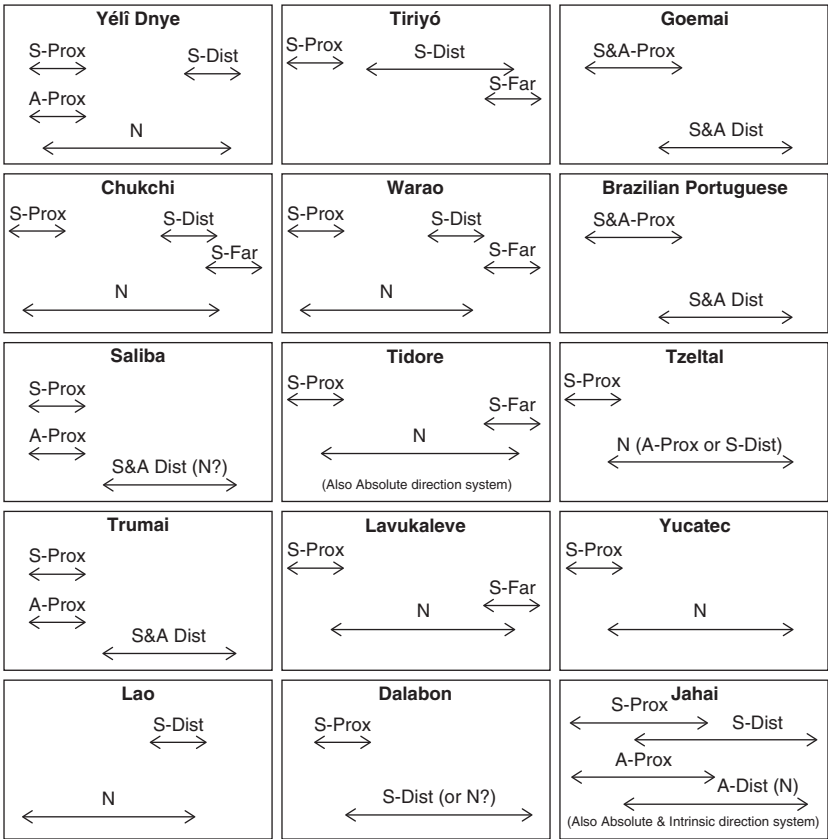 Yélî Dnye
S-Prox
S-Dist
A-Prox
N
Tiriyó
S-Prox
S-Dist
S-Far
Goemai
S&A-Prox
S&A Dist
Chukchi
S-Prox
S-Dist
S-Far
N
Warao
S-Prox
S-Dist
S-Far
N
Brazilian Portuguese
S&A-Prox
S&A Dist
Saliba
S-Prox
A-Prox
S&A Dist (N?)
Tidore
S-Prox
S-Far
N
(Also Absolute direction system)
Tzeltal
S-Prox
N (A-Prox or S-Dist)
Trumai
S-Prox
A-Prox
S&A Dist
Lavukaleve
S-Prox
S-Far
N
Yucatec
S-Prox
N
Lao
S-Dist
N
Dalabon
S-Prox
S-Dist (or N?)
Jahai
S-Prox
S-Dist
A-Prox
A-Dist (N)
(Also Absolute & Intrinsic direction system)